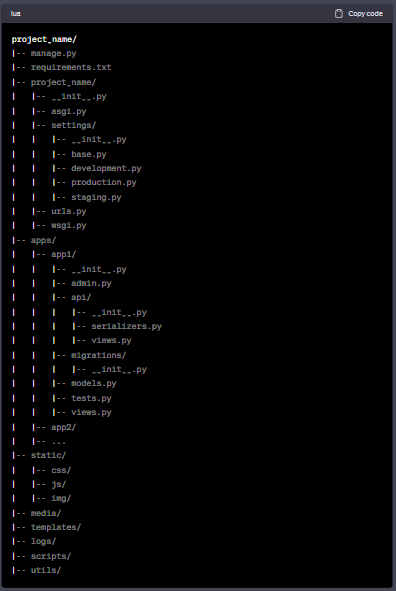 lua Copy code
project_name/
|-- manage.py
|-- requirements.txt
|-- project_name/
|   |-- __init__.py
|   |-- asgi.py
|   |-- settings/
|   |   |-- __init__.py
|   |   |-- base.py
|   |   |-- development.py
|   |   |-- production.py
|   |   |-- staging.py
|   |-- urls.py
|   |-- wsgi.py
|-- apps/
|   |-- app1/
|   |   |-- __init__.py
|   |   |-- admin.py
|   |   |-- api/
|   |   |   |-- __init__.py
|   |   |   |-- serializers.py
|   |   |   |-- views.py
|   |   |-- migrations/
|   |   |   |-- __init__.py
|   |   |-- models.py
|   |   |-- tests.py
|   |   |-- views.py
|   |-- app2/
|   |-- ...
|-- static/
|   |-- css/
|   |-- js/
|   |-- img/
|-- media/
|-- templates/
|-- logs/
|-- scripts/
|-- utils/